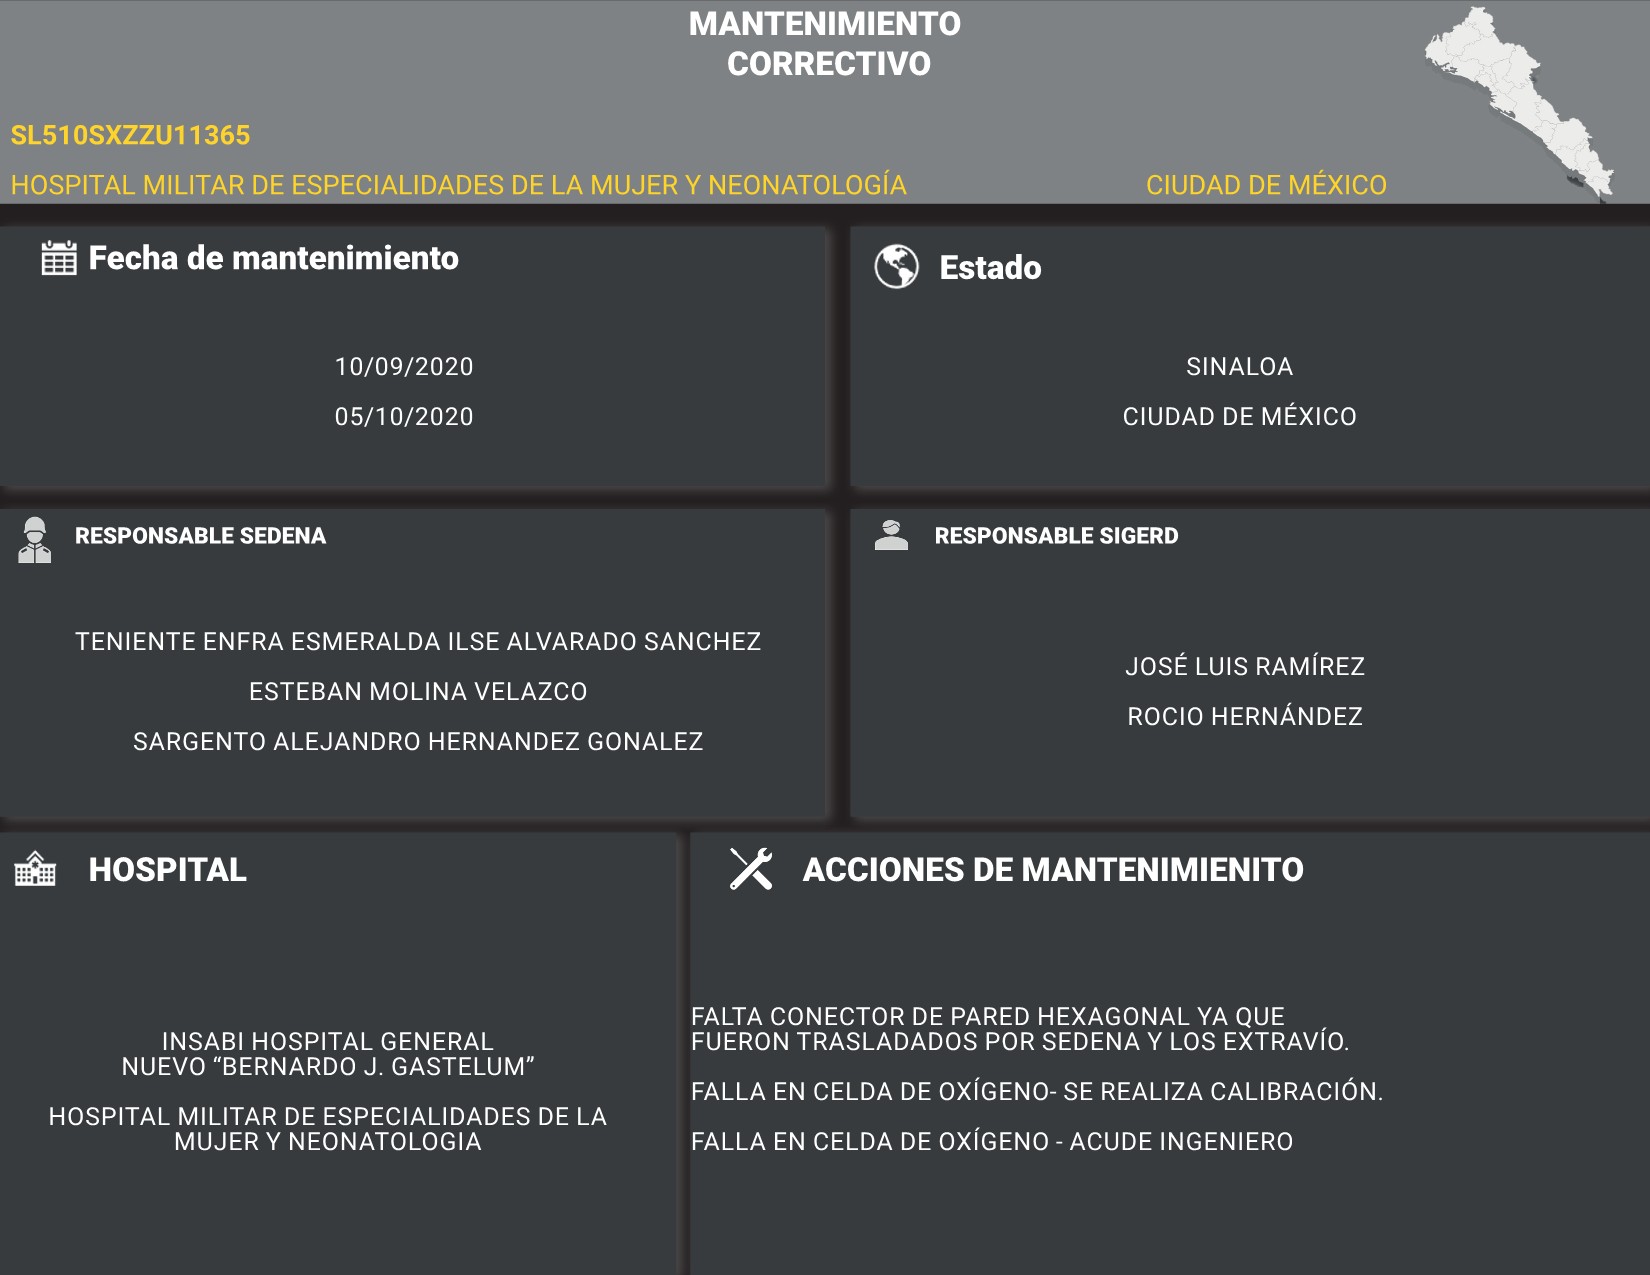 MANTENIMIENTO
CORRECTIVO
SL510SXZZU11365
HOSPITAL MILITAR DE ESPECIALIDADES DE LA MUJER Y NEONATOLOGÍA
CIUDAD DE MÉXICO
Fecha de mantenimiento
10/09/2020
05/10/2020
Estado
SINALOA
CIUDAD DE MÉXICO
RESPONSABLE SEDENA
TENIENTE ENFRA ESMERALDA ILSE ALVARADO SANCHEZ
ESTEBAN MOLINA VELAZCO
SARGENTO ALEJANDRO HERNANDEZ GONALEZ
RESPONSABLE SIGERD
JOSÉ LUIS RAMÍREZ
ROCIO HERNÁNDEZ
HOSPITAL
INSABI HOSPITAL GENERAL
NUEVO “BERNARDO J. GASTELUM”
HOSPITAL MILITAR DE ESPECIALIDADES DE LA
MUJER Y NEONATOLOGIA
ACCIONES DE MANTENIMIENITO
FALTA CONECTOR DE PARED HEXAGONAL YA QUE
FUERON TRASLADADOS POR SEDENA Y LOS EXTRAVÍO.
FALLA EN CELDA DE OXÍGENO- SE REALIZA CALIBRACIÓN.
FALLA EN CELDA DE OXÍGENO - ACUDE INGENIERO